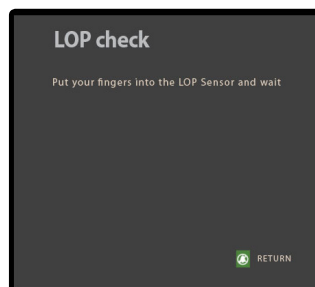 LOP check
Put your fingers into the LOP Sensor and wait
RETURN